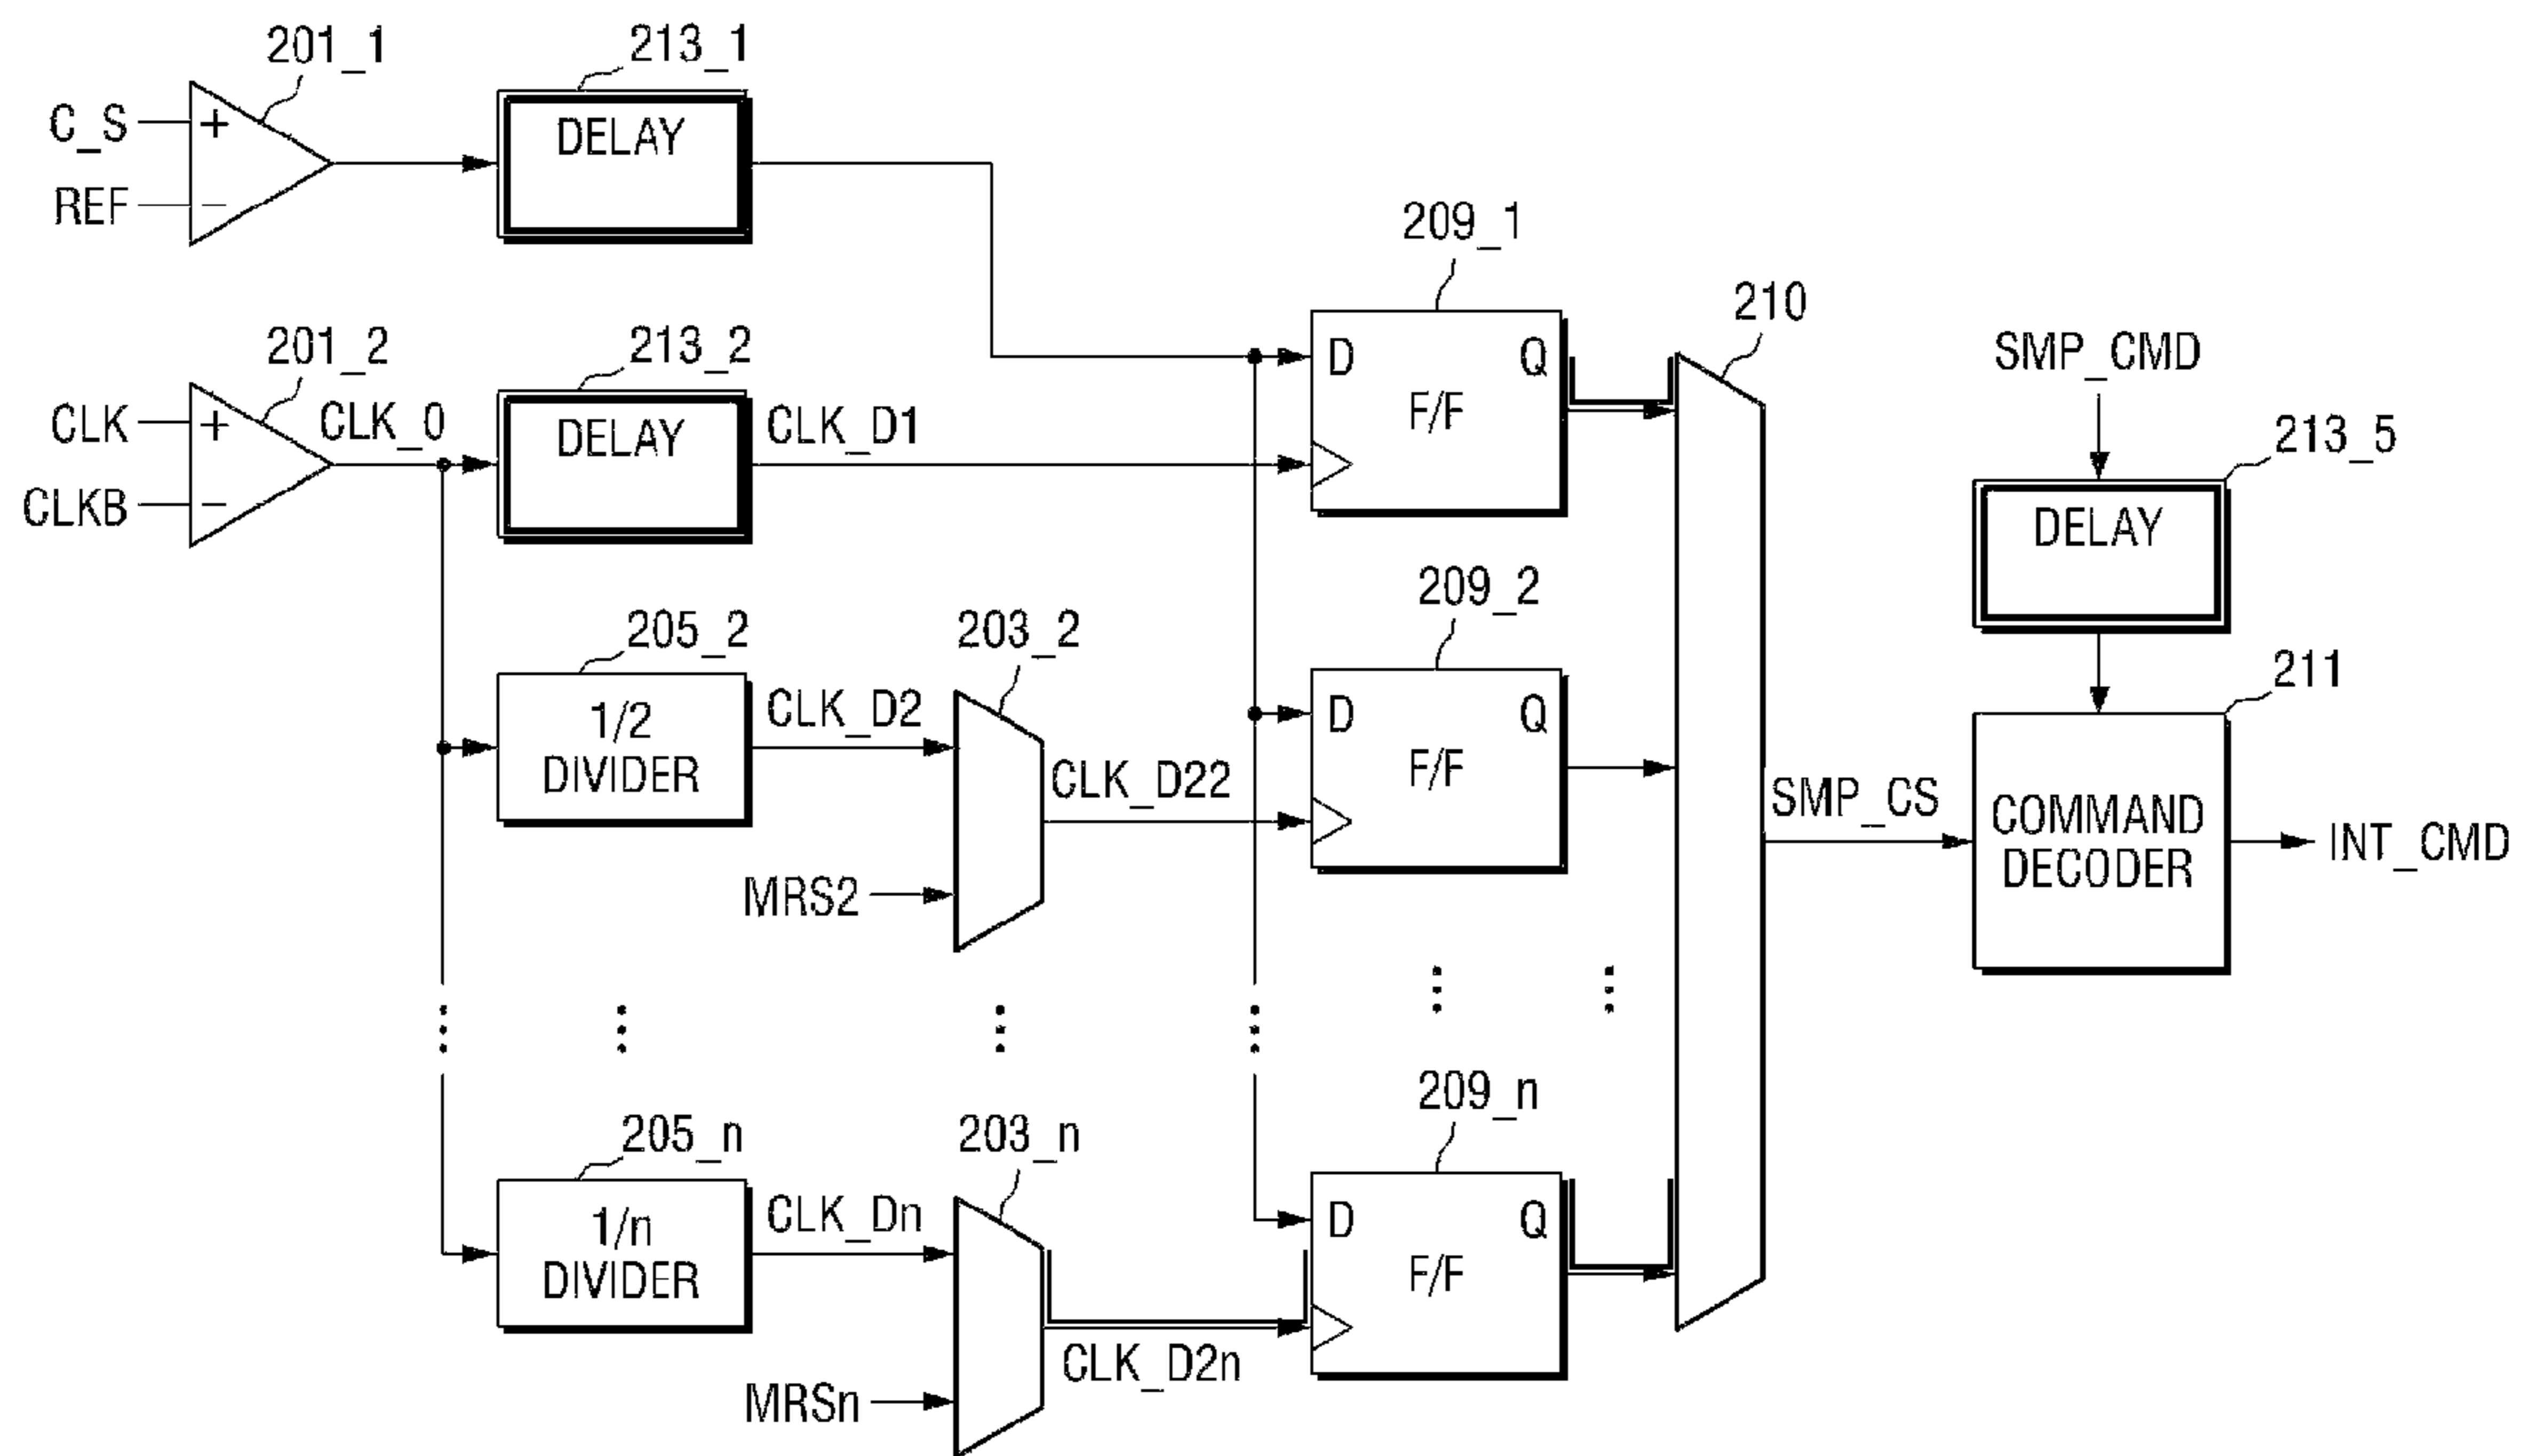 201_1
213_1
C_S
+
DELAY
REF
−
209_1
201_2
213_2
210
SMP_CMD
CLK
+
CLK_0
DELAY
CLK_D1
D
Q
F/F
213_5
CLKB
−
DELAY
209_2
205_2
203_2
211
1/2
DIVIDER
CLK_D2
D
Q
F/F
CLK_D22
SMP_CS
COMMAND
DECODER
INT_CMD
MRS2
209_n
205_n
203_n
1/n
DIVIDER
CLK_Dn
D
Q
F/F
CLK_D2n
MRSn